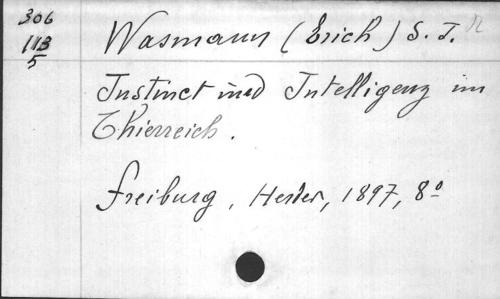 306
113
5
Wasmann (Erich) S. J.
Instinct und Intelligenz im
Thierreich.
Freiburg, Herder, 1897, 8°